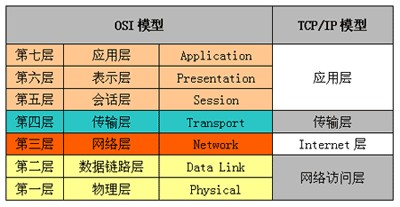 OSI 模型 TCP/IP 模型
第七层 应用层 Application
第六层 表示层 Presentation
第五层 会话层 Session
应用层
第四层 传输层 Transport 传输层
第三层 网络层 Network Internet 层
第二层 数据链路层 Data Link
第一层 物理层 Physical
网络访问层